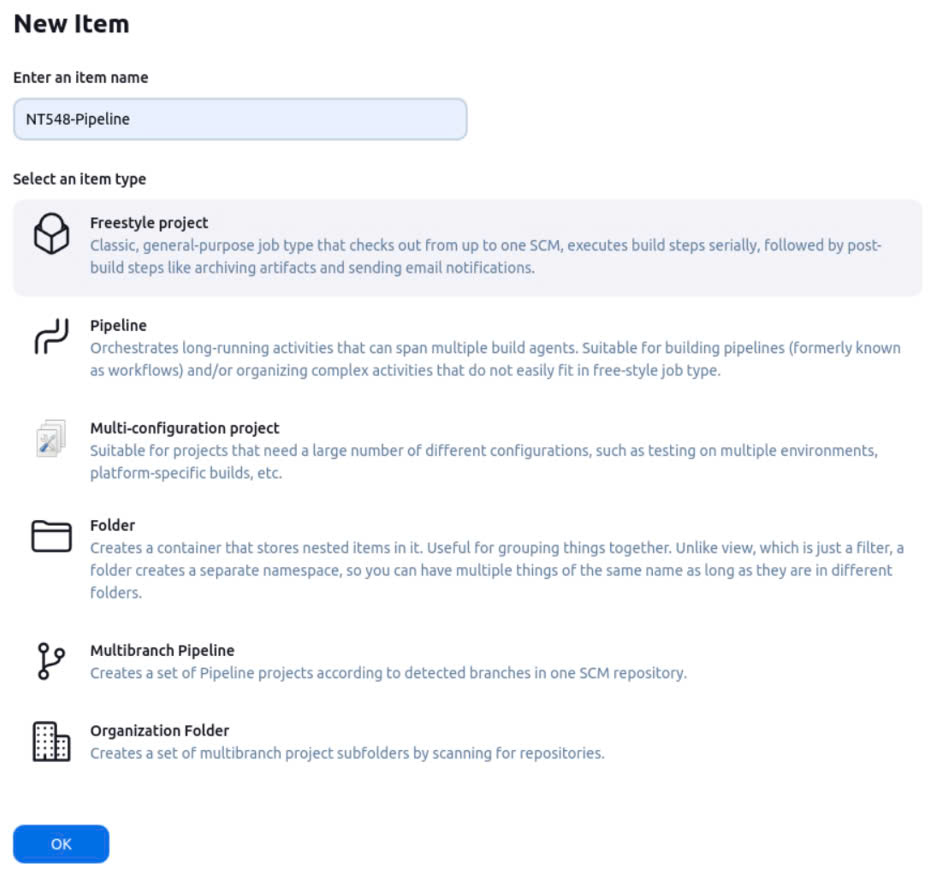 New Item
Enter an item name
NT548-Pipeline
Select an item type
Freestyle project
Classic, general-purpose job type that checks out from up to one SCM, executes build steps serially, followed by post-
build steps like archiving artifacts and sending email notifications.
Pipeline
Orchestrates long-running activities that can span multiple build agents. Suitable for building pipelines (formerly known
as workflows) and/or organizing complex activities that do not easily fit in free-style job type.
Multi-configuration project
Suitable for projects that need a large number of different configurations, such as testing on multiple environments,
platform-specific builds, etc.
Folder
Creates a container that stores nested items in it. Useful for grouping things together. Unlike view, which is just a filter, a
folder creates a separate namespace, so you can have multiple things of the same name as long as they are in different
folders.
Multibranch Pipeline
Creates a set of Pipeline projects according to detected branches in one SCM repository.
Organization Folder
Creates a set of multibranch project subfolders by scanning for repositories.
OK